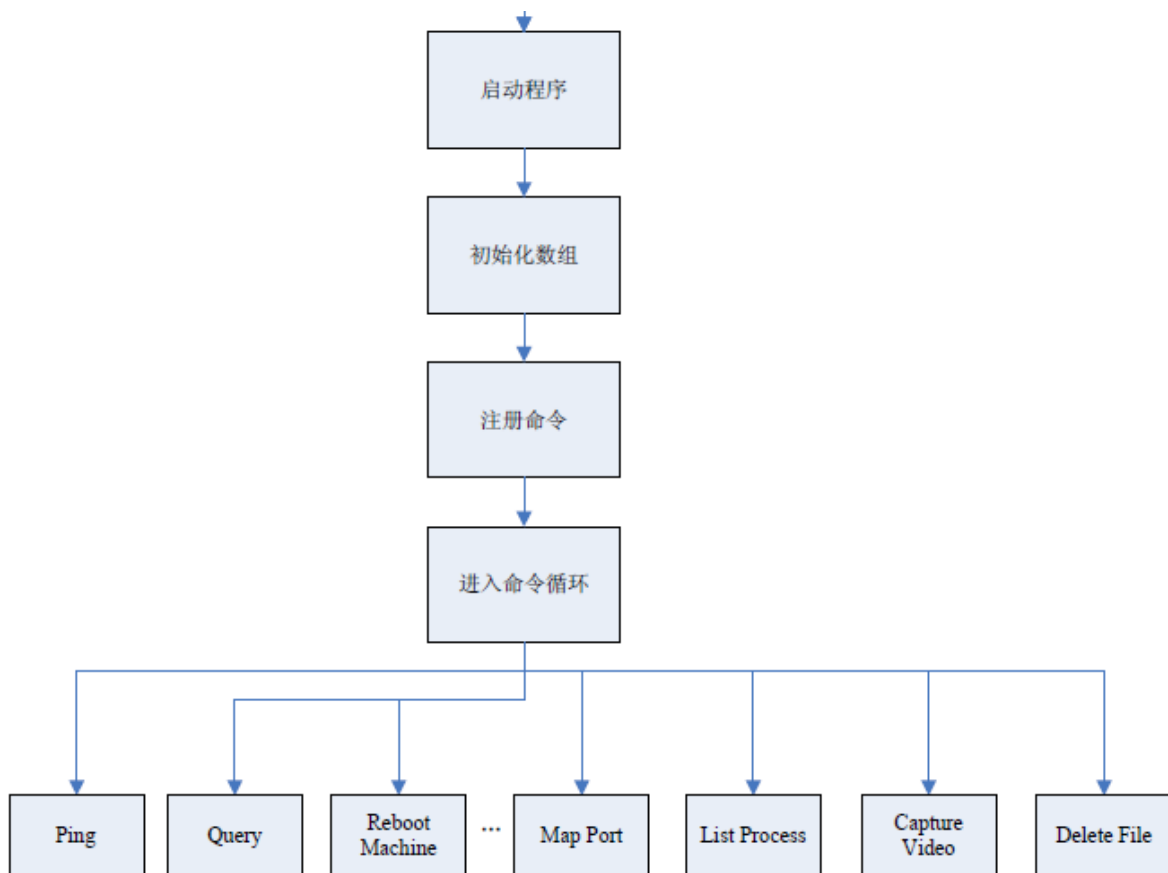 启动程序
初始化数组
注册命令
进入命令循环
Ping
Query
Reboot
Machine
...
Map Port
List Process
Capture
Video
Delete File